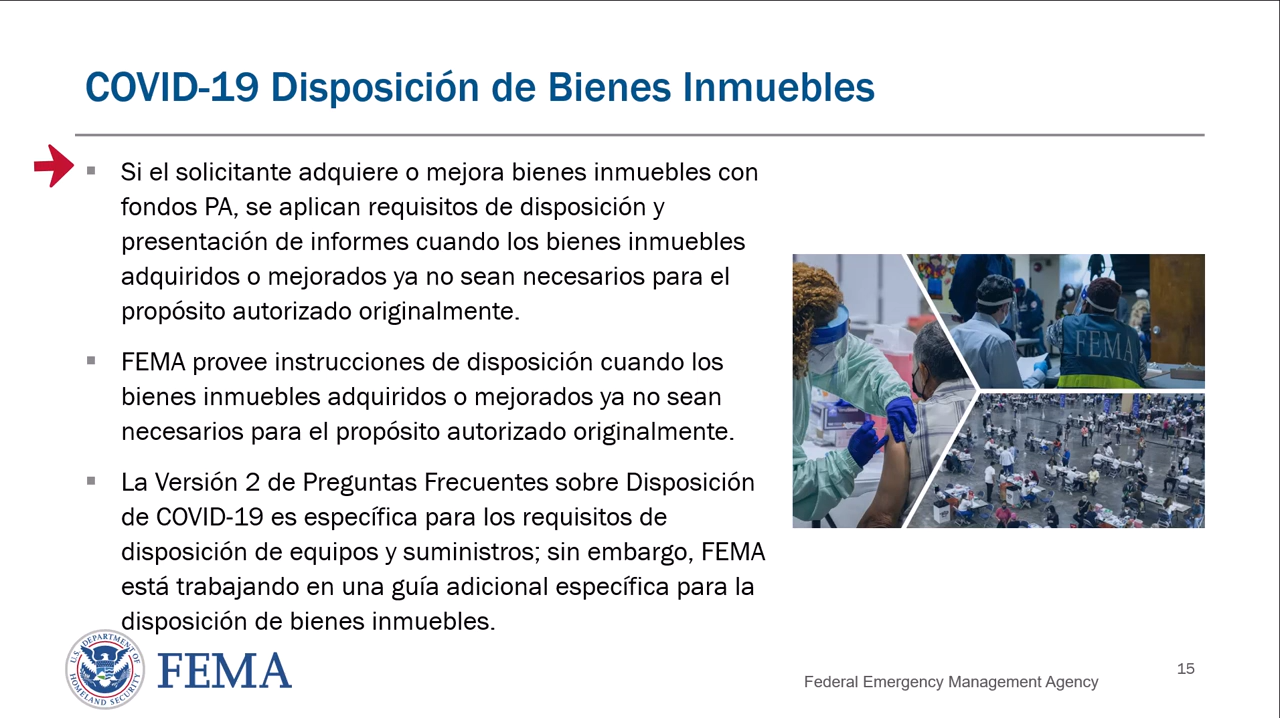 COVID-19 Disposición de Bienes Inmuebles
Si el solicitante adquiere o mejora bienes inmuebles con
fondos PA, se aplican requisitos de disposición y
presentación de informes cuando los bienes inmuebles
adquiridos o mejorados ya no sean necesarios para el
propósito autorizado originalmente.
FEMA provee instrucciones de disposición cuando los
bienes inmuebles adquiridos o mejorados ya no sean
necesarios para el propósito autorizado originalmente.
La Versión 2 de Preguntas Frecuentes sobre Disposición
de COVID-19 es específica para los requisitos de
disposición de equipos y suministros; sin embargo, FEMA
está trabajando en una guía adicional específica para la
disposición de bienes inmuebles.
FEMA
U.S. DEPARTMENT OF
HOMELAND SECURITY
FEMA
Federal Emergency Management Agency
15